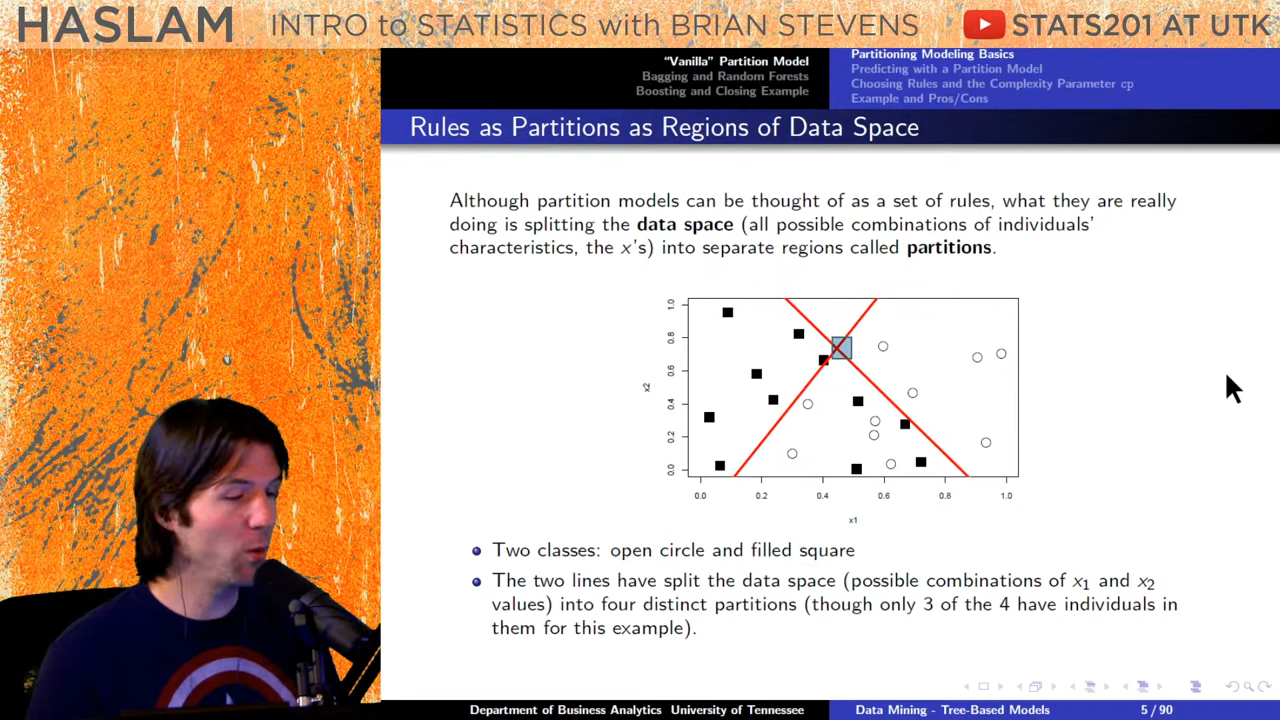 HASLAM INTRO to STATISTICS with BRIAN STEVENS STATS201 AT UTK
"Vanilla" Partition Model
Bagging and Random Forests
Boosting and Closing Example
Partitioning Modeling Basics
Predicting with a Partition Model
Choosing Rules and the Complexity Parameter cp
Example and Pros/Cons
Rules as Partitions as Regions of Data Space
Although partition models can be thought of as a set of rules, what they are really
doing is splitting the data space (all possible combinations of individuals'
characteristics, the x's) into separate regions called partitions.
x2
1.0
0.8
0.6
0.4
0.2
0.0
0.0 0.2 0.4 0.6 0.8 1.0
x1
Two classes: open circle and filled square
The two lines have split the data space (possible combinations of x₁ and x₂
values) into four distinct partitions (though only 3 of the 4 have individuals in
them for this example).
Department of Business Analytics University of Tennessee Data Mining - Tree-Based Models 5 / 90